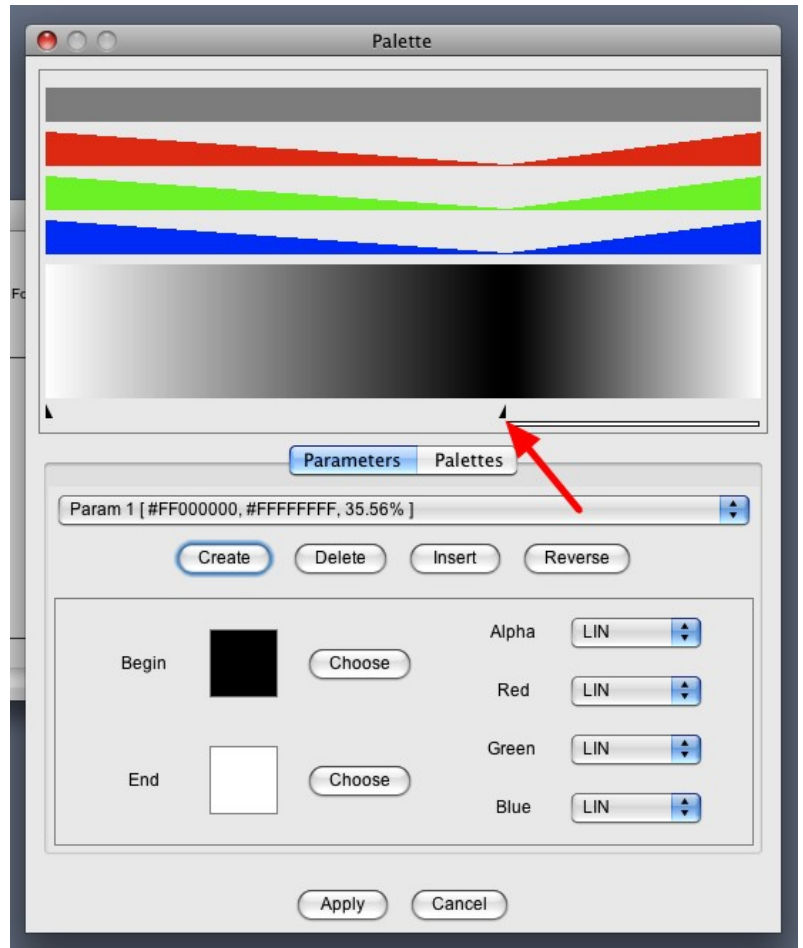 Palette
Fo
Parameters Palettes
Param 1 [ #FF000000, #FFFFFFFF, 35.56% ]
Create Delete Insert Reverse
Alpha LIN
Begin Choose
Red LIN
Green LIN
End Choose
Blue LIN
Apply Cancel